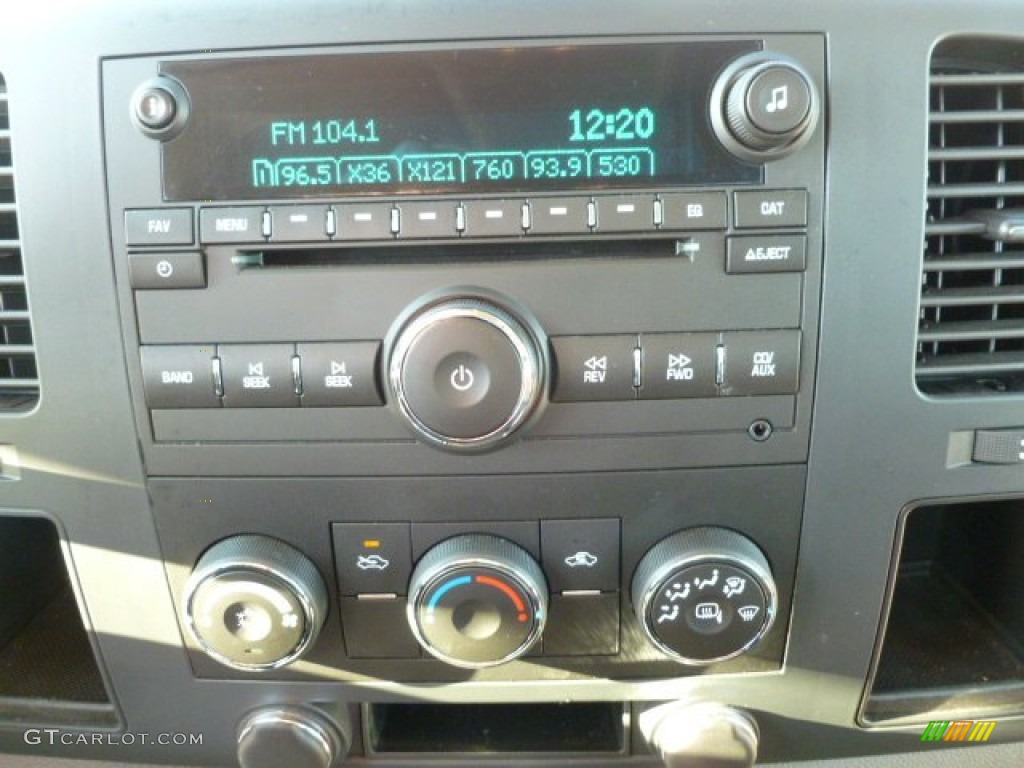 FM 104.1 12:20
1 96.5 X36 X121 760 93.9 530
FAV MENU EQ CAT
EJECT
BAND SEEK SEEK REV FWD CD/AUX
GTCARLOT.COM